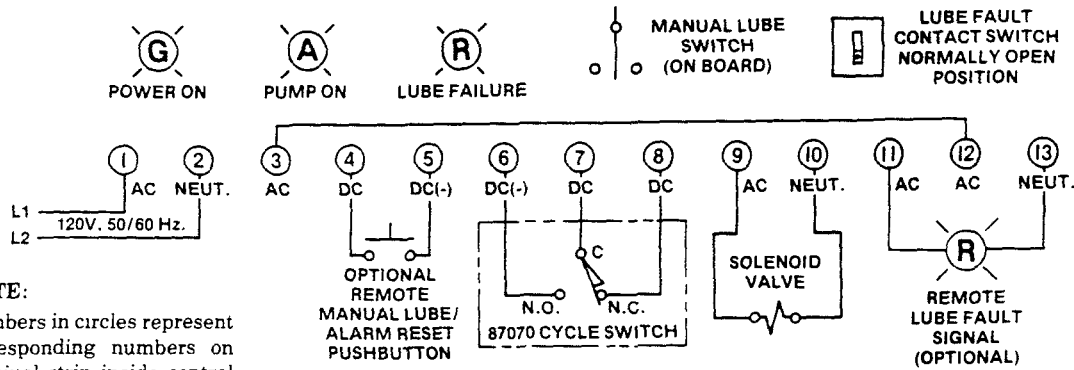 G
A
R
POWER ON
PUMP ON
LUBE FAILURE
MANUAL LUBE
SWITCH
(ON BOARD)
LUBE FAULT
CONTACT SWITCH
NORMALLY OPEN
POSITION
1 2 3 4 5 6 7 8 9 10 11 12 13
AC NEUT. AC DC DC(-) DC(-) DC DC AC NEUT. AC AC NEUT.
L1
120V, 50/60 Hz.
L2
OPTIONAL
REMOTE
MANUAL LUBE/
ALARM RESET
PUSHBUTTON
C
N.O. N.C.
87070 CYCLE SWITCH
SOLENOID
VALVE
R
REMOTE
LUBE FAULT
SIGNAL
(OPTIONAL)
TE:
nbers in circles represent
esponding numbers on